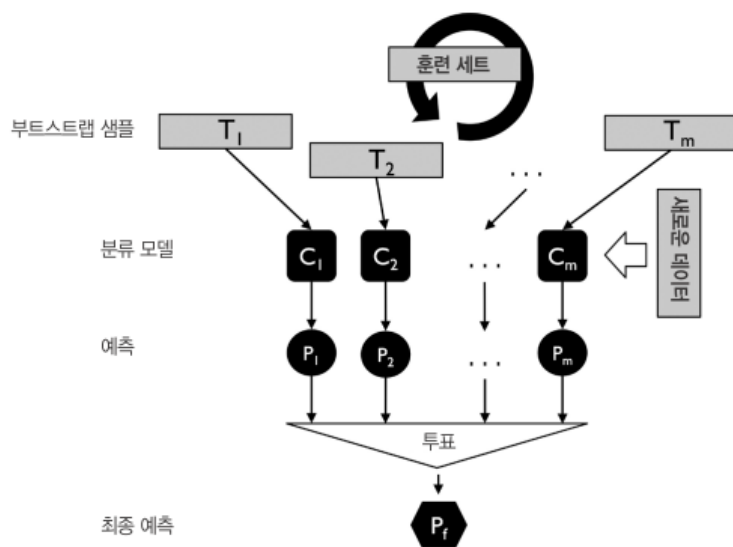 훈련 세트
부트스트랩 샘플
T1
T2
...
Tm
분류 모델
C1
C2
...
Cm
새로운 데이터
예측
P1
P2
...
Pm
투표
최종 예측
Pf